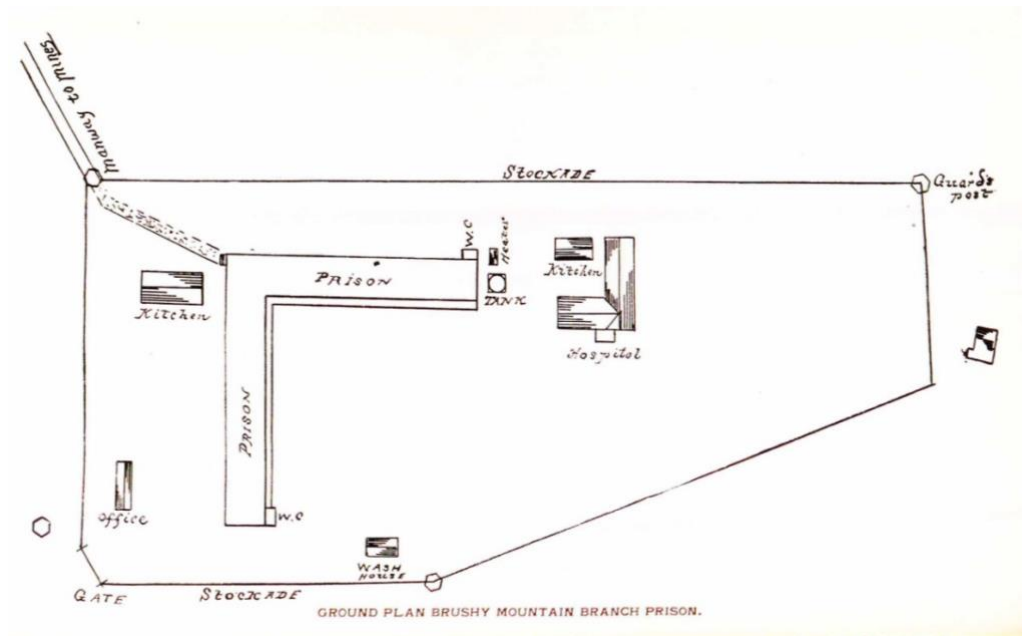 Manway to Mines
STOCKADE
Guard's
post
W.C
Heater
PRISON
Kitchen
TANK
Kitchen
Hospital
PRISON
Office
W.C
WASH
HOUSE
GATE
STOCKADE
GROUND PLAN BRUSHY MOUNTAIN BRANCH PRISON.